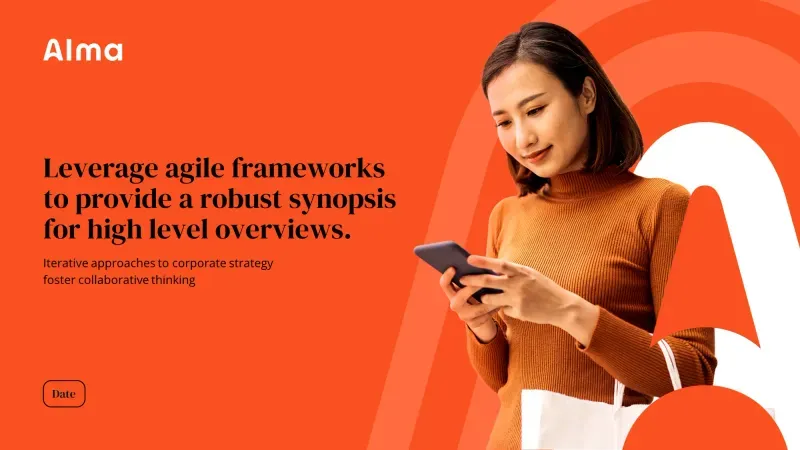 Alma
Leverage agile frameworks
to provide a robust synopsis
for high level overviews.
Iterative approaches to corporate strategy
foster collaborative thinking
Date